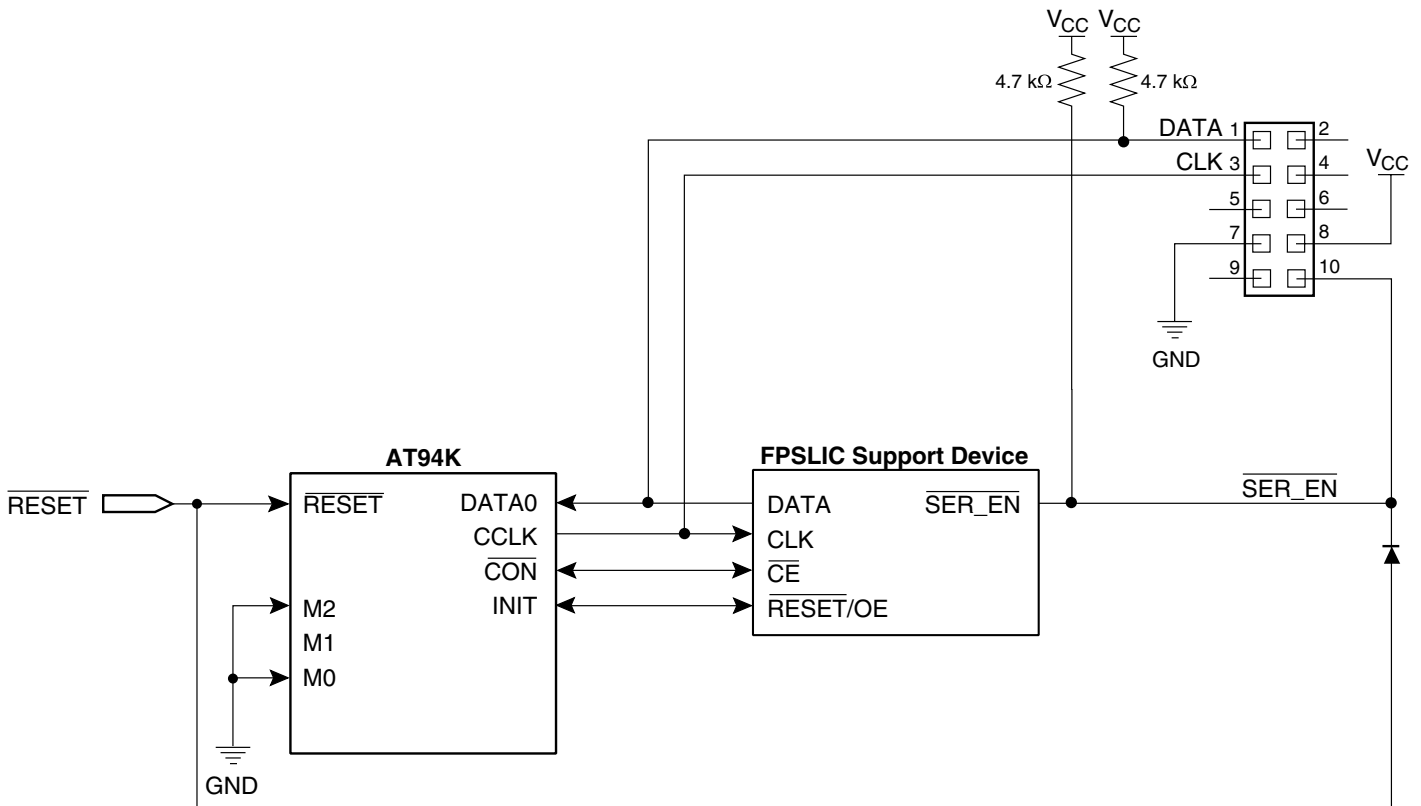 VCC VCC
4.7 kΩ 4.7 kΩ
DATA 1 2
CLK 3 4 VCC
5 6
7 8
9 10
GND
AT94K FPSLIC Support Device
RESET RESET DATA0 DATA SER_EN SER_EN
CCLK CLK
CON CE
M2 INIT RESET/OE
M1
M0
GND